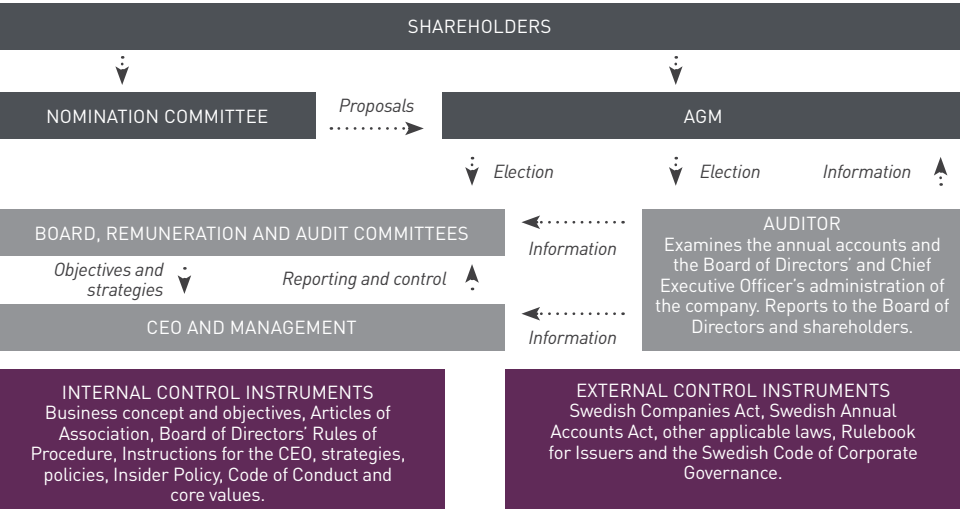 SHAREHOLDERS
NOMINATION COMMITTEE
Proposals
AGM
Election
Election
Information
BOARD, REMUNERATION AND AUDIT COMMITTEES
Information
AUDITOR
Examines the annual accounts and
the Board of Directors’ and Chief
Executive Officer’s administration of
the company. Reports to the Board of
Directors and shareholders.
Objectives and
strategies
Reporting and control
CEO AND MANAGEMENT
Information
INTERNAL CONTROL INSTRUMENTS
Business concept and objectives, Articles of
Association, Board of Directors’ Rules of
Procedure, Instructions for the CEO, strategies,
policies, Insider Policy, Code of Conduct and
core values.
EXTERNAL CONTROL INSTRUMENTS
Swedish Companies Act, Swedish Annual
Accounts Act, other applicable laws, Rulebook
for Issuers and the Swedish Code of Corporate
Governance.